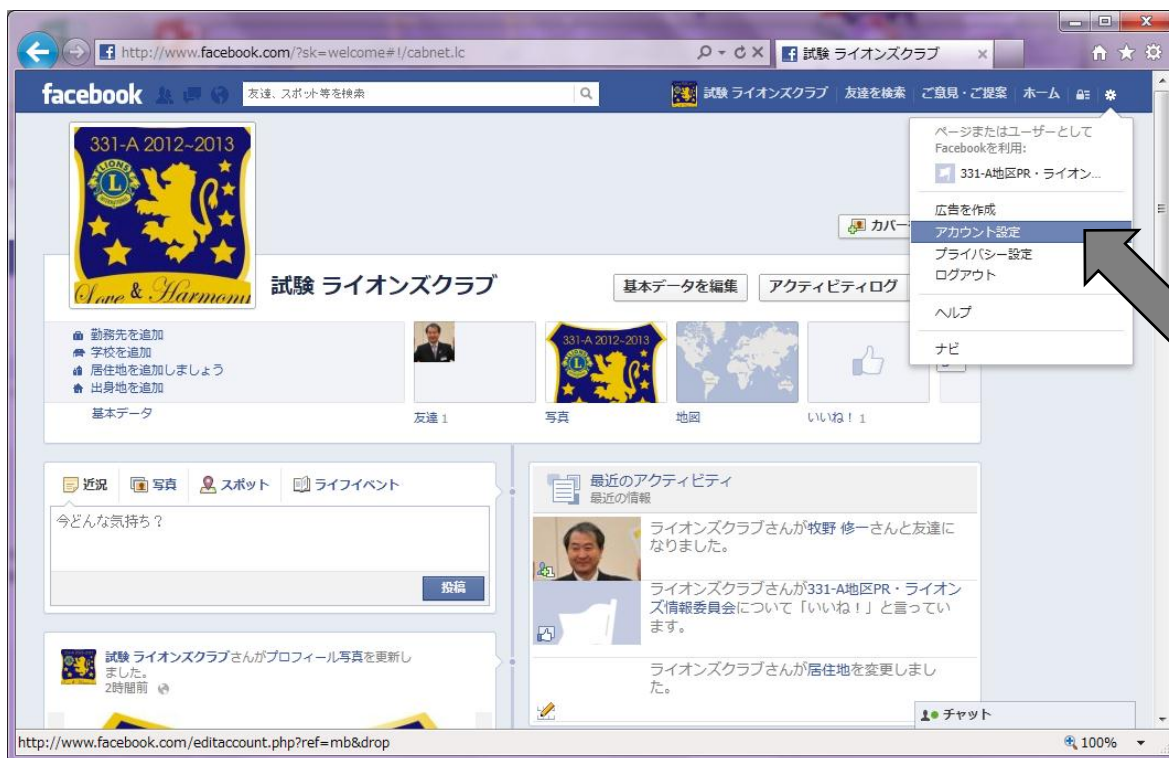 http://www.facebook.com/?sk=welcome#!/cabnet.lc
試験 ライオンズクラブ
facebook
友達、スポット等を検索
試験 ライオンズクラブ
友達を検索
ご意見・ご提案
ホーム
331-A 2012~2013
LIONS
L
INTERNATIONAL
Love & Harmony
ページまたはユーザーとして
Facebookを利用:
331-A地区PR・ライオン...
広告を作成
アカウント設定
プライバシー設定
ログアウト
ヘルプ
ナビ
カバー
試験 ライオンズクラブ
基本データを編集
アクティビティログ
勤務先を追加
学校を追加
居住地を追加しましょう
出身地を追加
基本データ
331-A 2012~2013
L
友達 1
写真
地図
いいね！ 1
近況
写真
スポット
ライフイベント
今どんな気持ち？
投稿
最近のアクティビティ
最近の情報
ライオンズクラブさんが牧野 修一さんと友達に
なりました。
ライオンズクラブさんが331-A地区PR・ライオン
ズ情報委員会について「いいね！」と言ってい
ます。
ライオンズクラブさんが居住地を変更しまし
た。
試験 ライオンズクラブさんがプロフィール写真を更新し
ました。
2時間前
チャット
http://www.facebook.com/editaccount.php?ref=mb&drop
100%